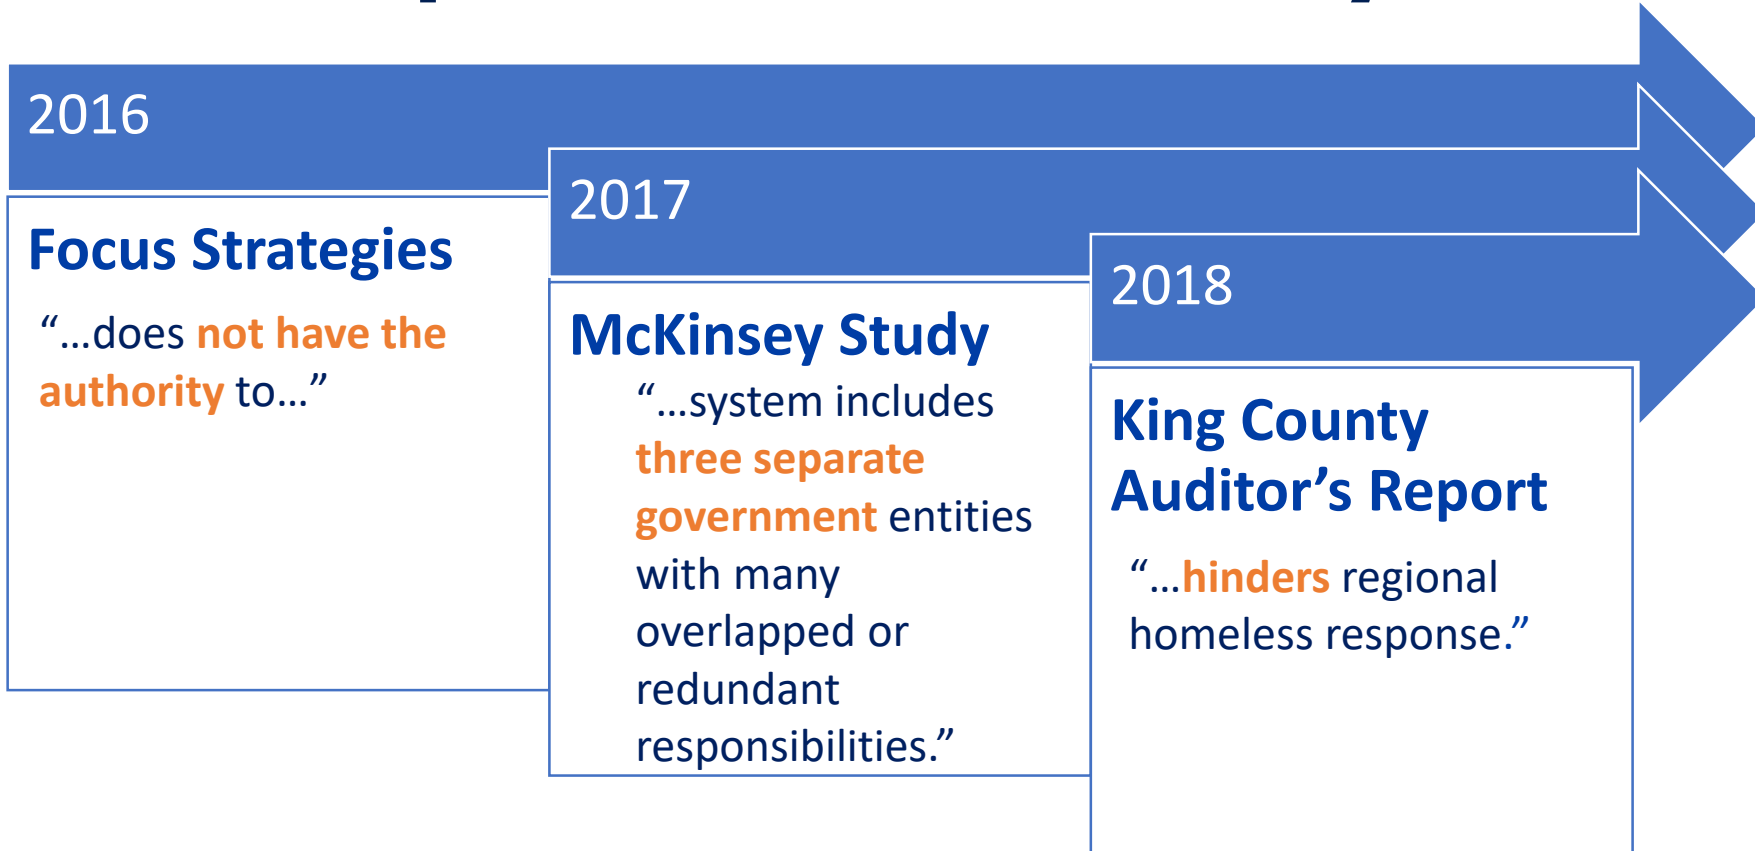 2016
Focus Strategies
“…does not have the
authority to…”
2017
McKinsey Study
“…system includes
three separate
government entities
with many
overlapped or
redundant
responsibilities.”
2018
King County
Auditor’s Report
“…hinders regional
homeless response.”